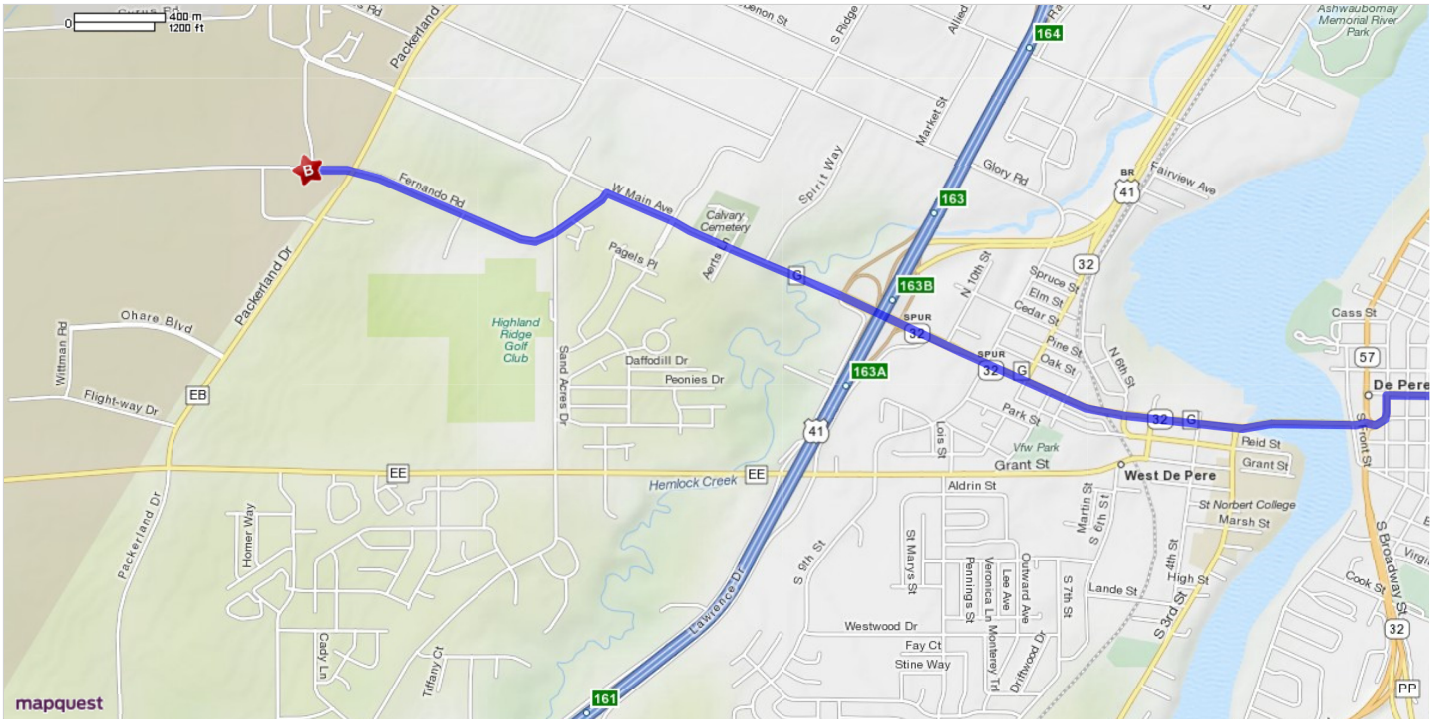 0
400 m
1200 ft
Rd
Packerland
S Ridge
Allied
164
Ashwaubomay
Memorial River
Park
Market St
B
Fernando Rd
W Main Ave
Calvary
Cemetery
Spirit Way
Glory Rd
163
BR
41
Fairview Ave
Pagels Pl
Aerts Ln
G
163B
N 10th St
32
Spruce St
Elm St
Cedar St
Packerland Dr
Ohare Blvd
Wittman Rd
Highland
Ridge
Golf
Club
SPUR
32
SPUR
32
G
Pine St
Oak St
N 6th St
Cass St
57
De Pere
Sand Acres Dr
Daffodill Dr
Peonies Dr
163A
EB
Flight-way Dr
41
Park St
Lois St
Vfw Park
32
G
Reid St
Grant St
Grant St
S Front St
EE
EE
Hemlock Creek
West De Pere
Aldrin St
St Norbert College
Marsh St
Packerland Dr
Homer Way
Martin St
S 6th St
S Broadway St
S 9th St
St Marys St
Pennings St
Veronica Ln
Lee Ave
Outward Ave
S 7th St
4th St
High St
Lande St
Cook St
Virgin
Lawrence Dr
Westwood Dr
Fay Ct
Stine Way
Monterey Trl
Driftwood Dr
S 3rd St
32
Cady Ln
Tiffany Ct
161
PP
mapquest